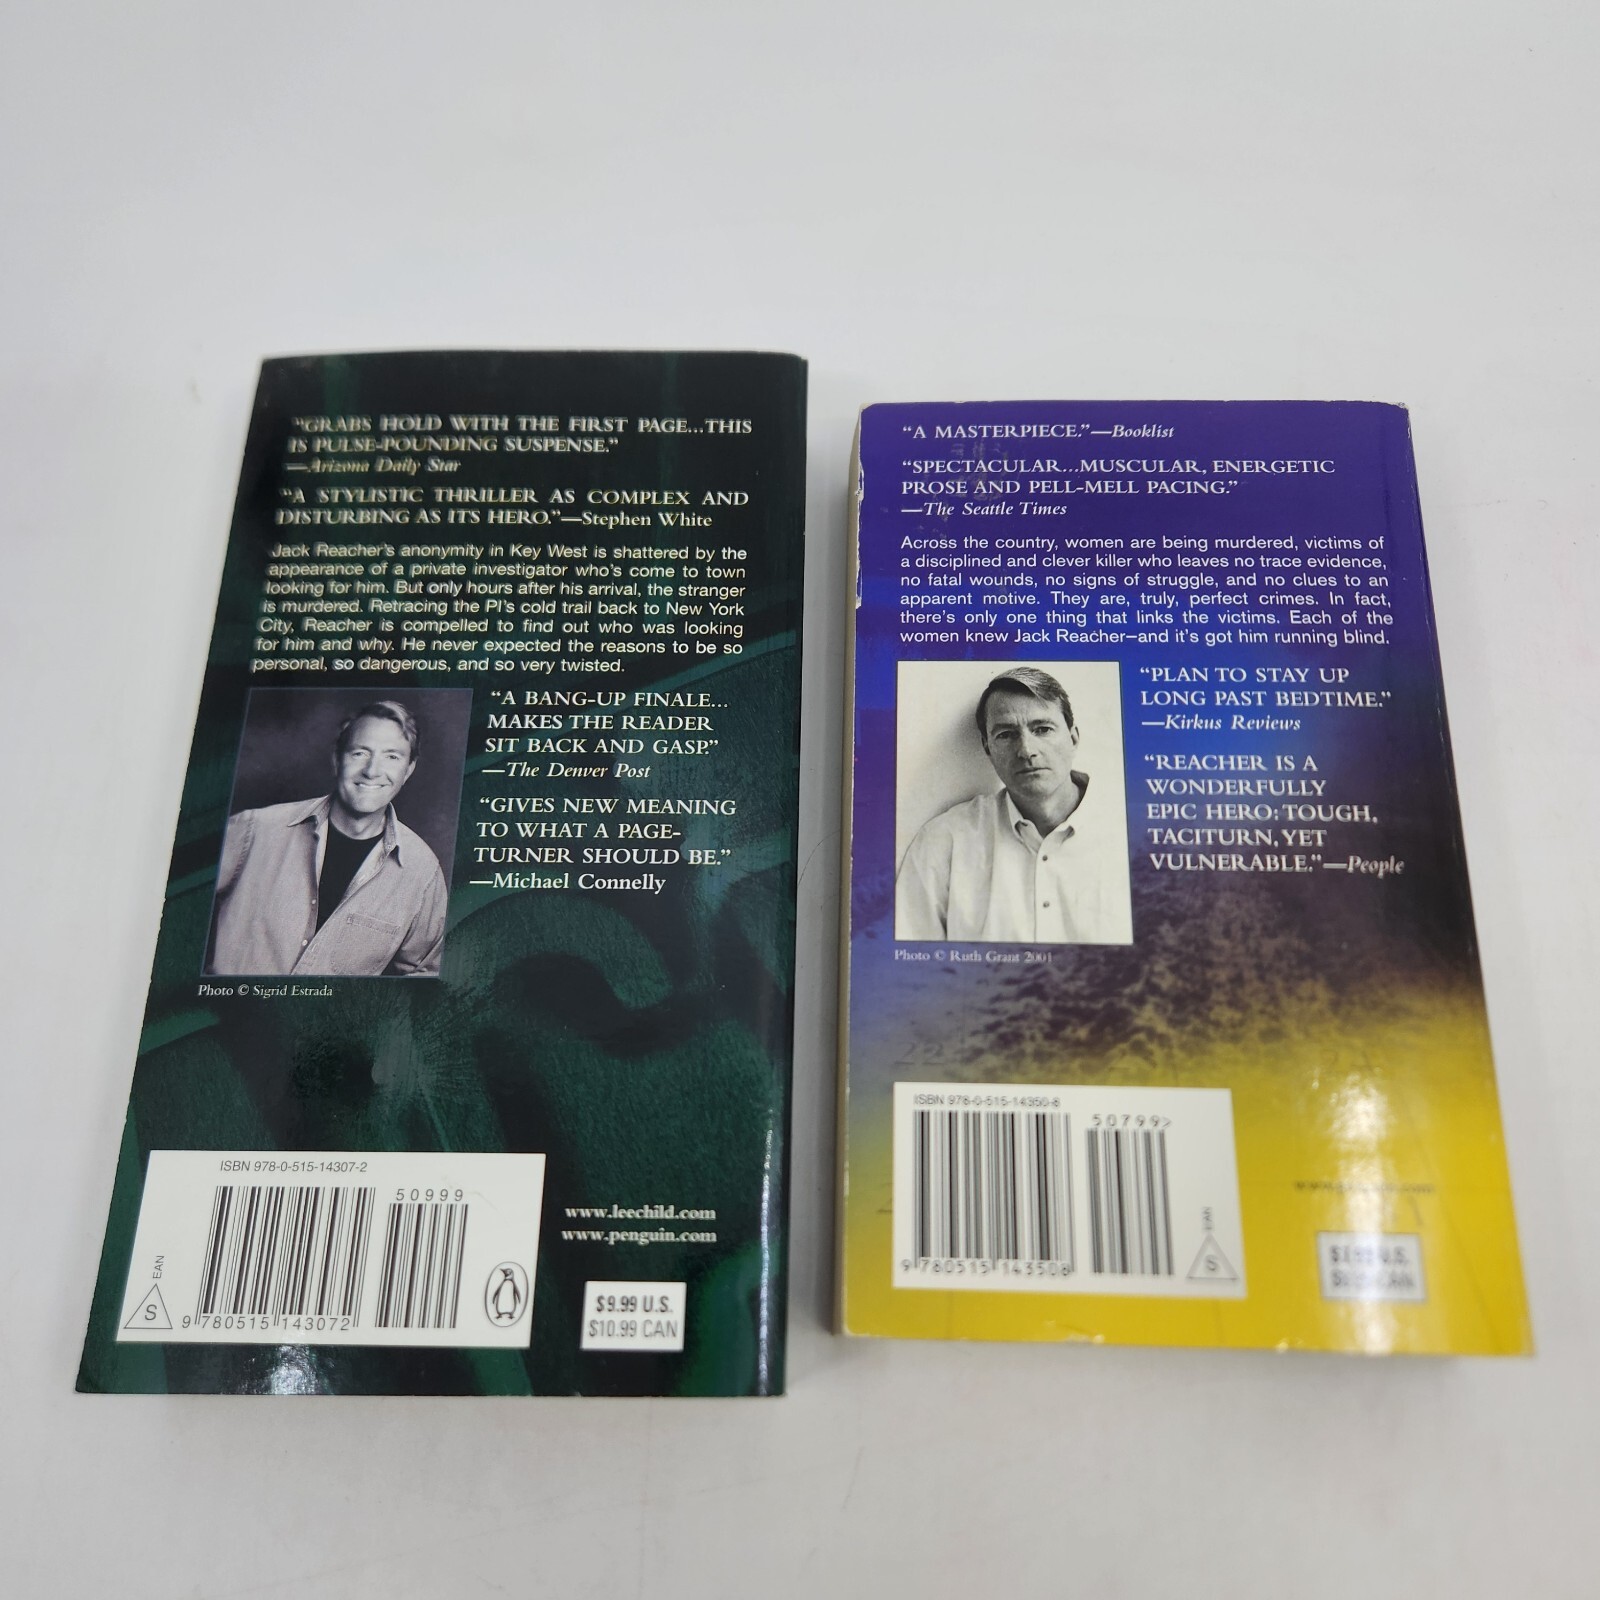 “GRABS HOLD WITH THE FIRST PAGE...THIS
IS PULSE-POUNDING SUSPENSE.”
—Arizona Daily Star
“A STYLISTIC THRILLER AS COMPLEX AND
DISTURBING AS ITS HERO.”—Stephen White
Jack Reacher’s anonymity in Key West is shattered by the
appearance of a private investigator who’s come to town
looking for him. But only hours after his arrival, the stranger
is murdered. Retracing the PI’s cold trail back to New York
City, Reacher is compelled to find out who was looking
for him and why. He never expected the reasons to be so
personal, so dangerous, and so very twisted.
“A BANG-UP FINALE...
MAKES THE READER
SIT BACK AND GASP.”
—The Denver Post
“GIVES NEW MEANING
TO WHAT A PAGE-
TURNER SHOULD BE.”
—Michael Connelly
Photo © Sigrid Estrada
ISBN 978-0-515-14307-2
50999
EAN
S
9 780515 143072
www.leechild.com
www.penguin.com
$9.99 U.S.
$10.99 CAN
“A MASTERPIECE.”—Booklist
“SPECTACULAR...MUSCULAR, ENERGETIC
PROSE AND PELL-MELL PACING.”
—The Seattle Times
Across the country, women are being murdered, victims of
a disciplined and clever killer who leaves no trace evidence,
no fatal wounds, no signs of struggle, and no clues to an
apparent motive. They are, truly, perfect crimes. In fact,
there’s only one thing that links the victims. Each of the
women knew Jack Reacher—and it’s got him running blind.
“PLAN TO STAY UP
LONG PAST BEDTIME.”
—Kirkus Reviews
“REACHER IS A
WONDERFULLY
EPIC HERO: TOUGH,
TACITURN, YET
VULNERABLE.”—People
Photo © Ruth Grant 2001
ISBN 978-0-515-14350-8
50799>
EAN
S
9 780515 143508
U.S.
CAN